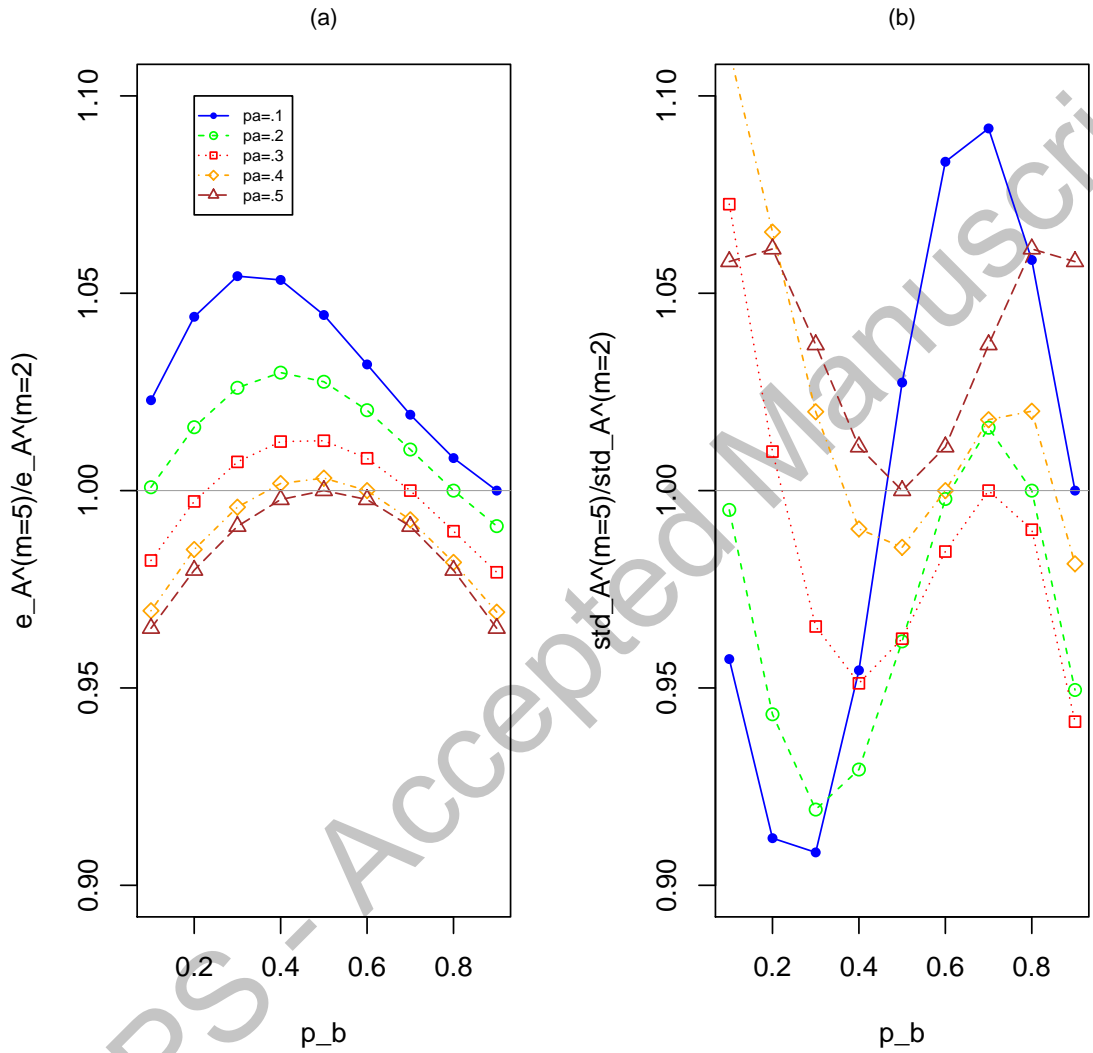 (a)
(b)
e_A^(m=5)/e_A^(m=2)
1.10
1.05
1.00
0.95
0.90
pa=.1
pa=.2
pa=.3
pa=.4
pa=.5
0.2 0.4 0.6 0.8
p_b
std_A^(m=5)/std_A^(m=2)
1.10
1.05
1.00
0.95
0.90
0.2 0.4 0.6 0.8
p_b
PS - Accepted Manuscri